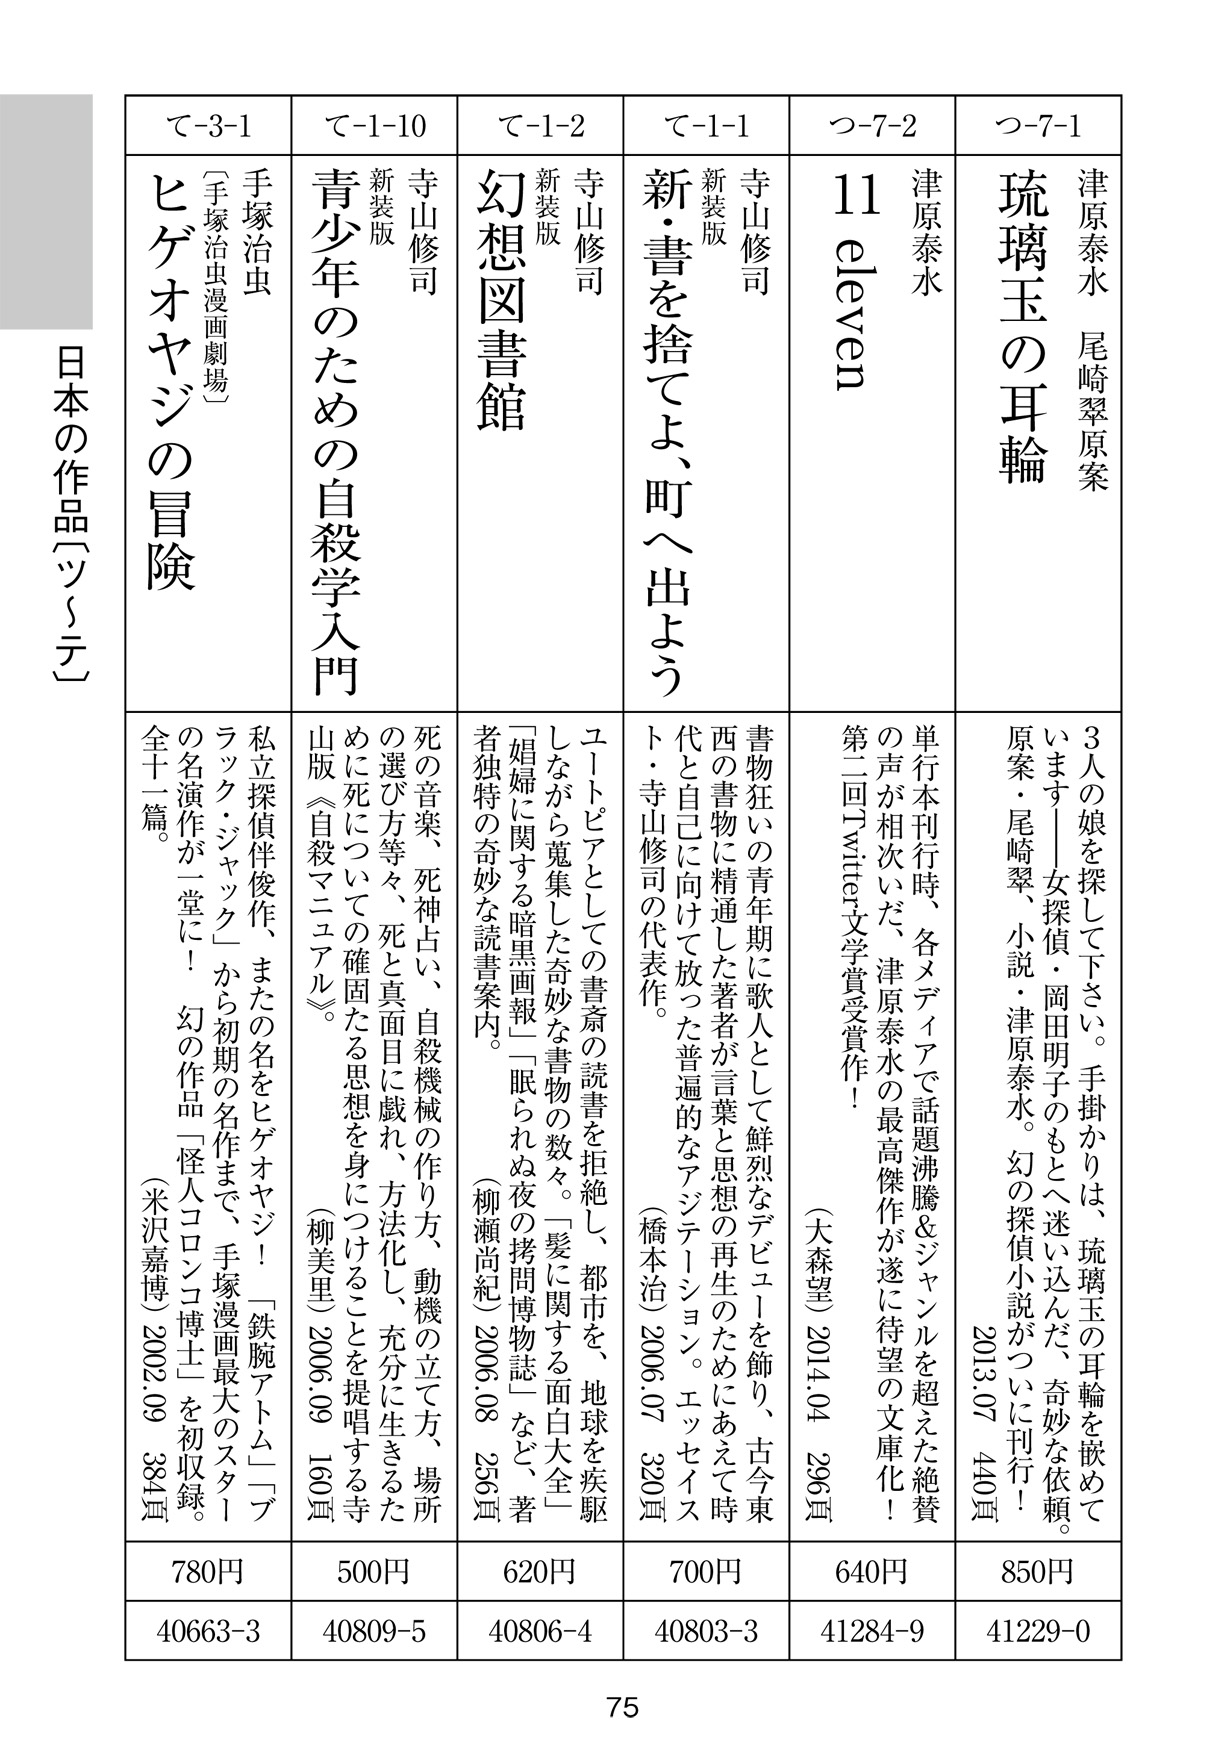 つ-7-1
津原泰水　尾崎翠原案
琉璃玉の耳輪
3人の娘を探して下さい。手掛かりは、琉璃玉の耳輪を嵌めて
います――女探偵・岡田明子のもとへ迷い込んだ、奇妙な依頼。
原案・尾崎翠、小説・津原泰水。幻の探偵小説がついに刊行！
2013.07　440頁
850円
41229-0
つ-7-2
津原泰水
11 eleven
単行本刊行時、各メディアで話題沸騰＆ジャンルを超えた絶賛
の声が相次いだ、津原泰水の最高傑作が遂に待望の文庫化！
第二回Twitter文学賞受賞作！
（大森望）2014.04　296頁
640円
41284-9
て-1-1
寺山修司
新装版
新・書を捨てよ、町へ出よう
書物狂いの青年期に歌人として鮮烈なデビューを飾り、古今東
西の書物に精通した著者が言葉と思想の再生のためにあえて時
代と自己に向けて放った普遍的なアジテーション。エッセイス
ト・寺山修司の代表作。
（橋本治）2006.07　320頁
700円
40803-3
て-1-2
寺山修司
新装版
幻想図書館
ユートピアとしての書斎の読書を拒絶し、都市を、地球を疾駆
しながら蒐集した奇妙な書物の数々。「髪に関する面白大全」
「娼婦に関する暗黒画報」「眠られぬ夜の拷問博物誌」など、著
者独特の奇妙な読書案内。
（柳瀬尚紀）2006.08　256頁
620円
40806-4
て-1-10
寺山修司
新装版
青少年のための自殺学入門
死の音楽、死神占い、自殺機械の作り方、動機の立て方、場所
の選び方等々、死と真面目に戯れ、方法化し、充分に生きるた
めに死についての確固たる思想を身につけることを提唱する寺
山版《自殺マニュアル》。
（柳美里）2006.09　160頁
500円
40809-5
て-3-1
手塚治虫
〔手塚治虫漫画劇場〕
ヒゲオヤジの冒険
私立探偵伴俊作、またの名をヒゲオヤジ！　「鉄腕アトム」「ブ
ラック・ジャック」から初期の名作まで、手塚漫画最大のスター
の名演作が一堂に！　幻の作品「怪人コロンコ博士」を初収録。
全十一篇。
（米沢嘉博）2002.09　384頁
780円
40663-3
日本の作品〔ツ～テ〕
75